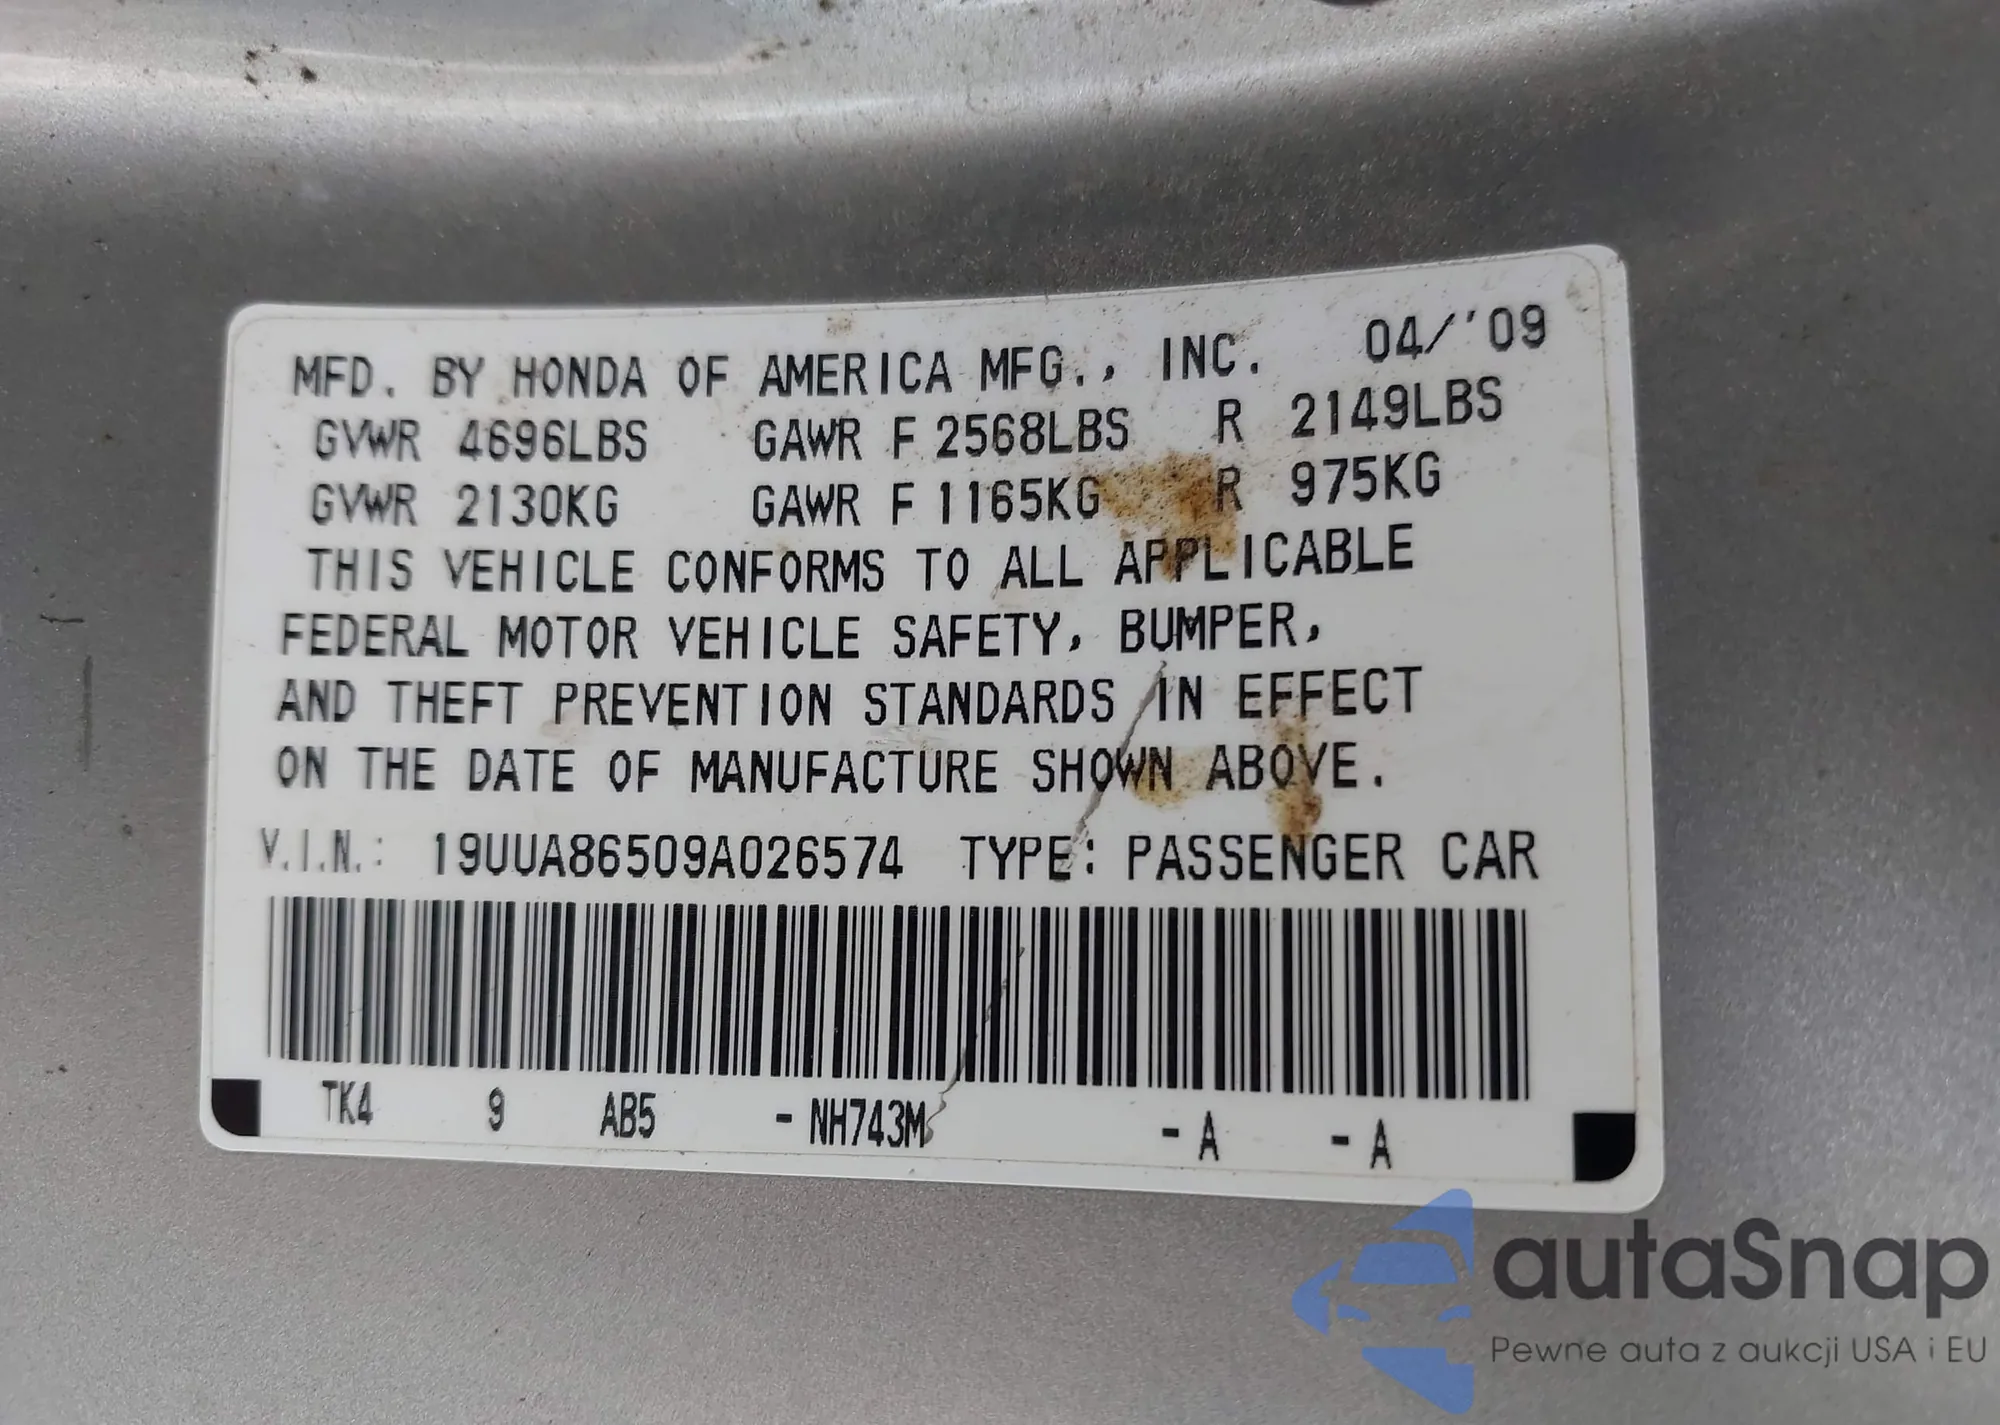 MFD. BY HONDA OF AMERICA MFG., INC. 04/'09
GVWR 4696LBS GAWR F 2568LBS R 2149LBS
GVWR 2130KG GAWR F 1165KG R 975KG
THIS VEHICLE CONFORMS TO ALL APPLICABLE
FEDERAL MOTOR VEHICLE SAFETY, BUMPER,
AND THEFT PREVENTION STANDARDS IN EFFECT
ON THE DATE OF MANUFACTURE SHOWN ABOVE.
V.I.N.: 19UUA86509A026574 TYPE: PASSENGER CAR
TK4 9 AB5 - NH743M - A - A
autaSnap
Pewne auta z aukcji USA i EU